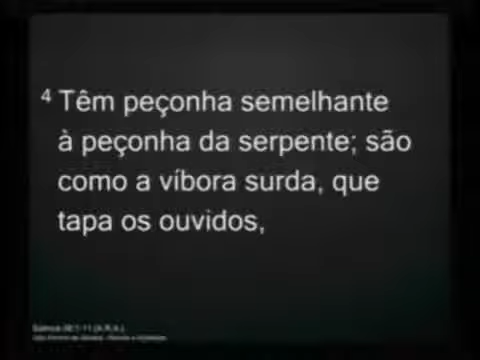 4 Têm peçonha semelhante
à peçonha da serpente; são
como a víbora surda, que
tapa os ouvidos,